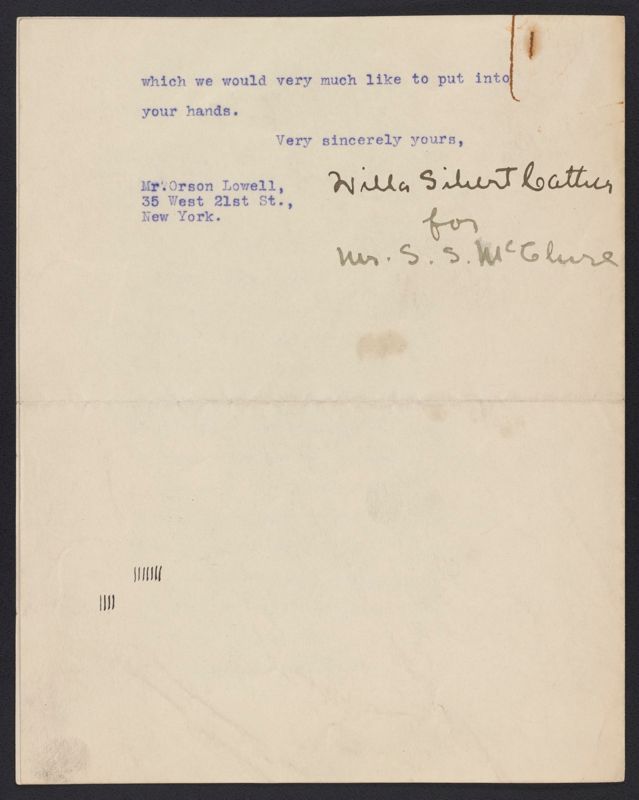 which we would very much like to put into
your hands.
Very sincerely yours,
Mr. Orson Lowell,
35 West 21st St.,
New York.
Willa Sibert Cather
for
Mr. S. S. McClure